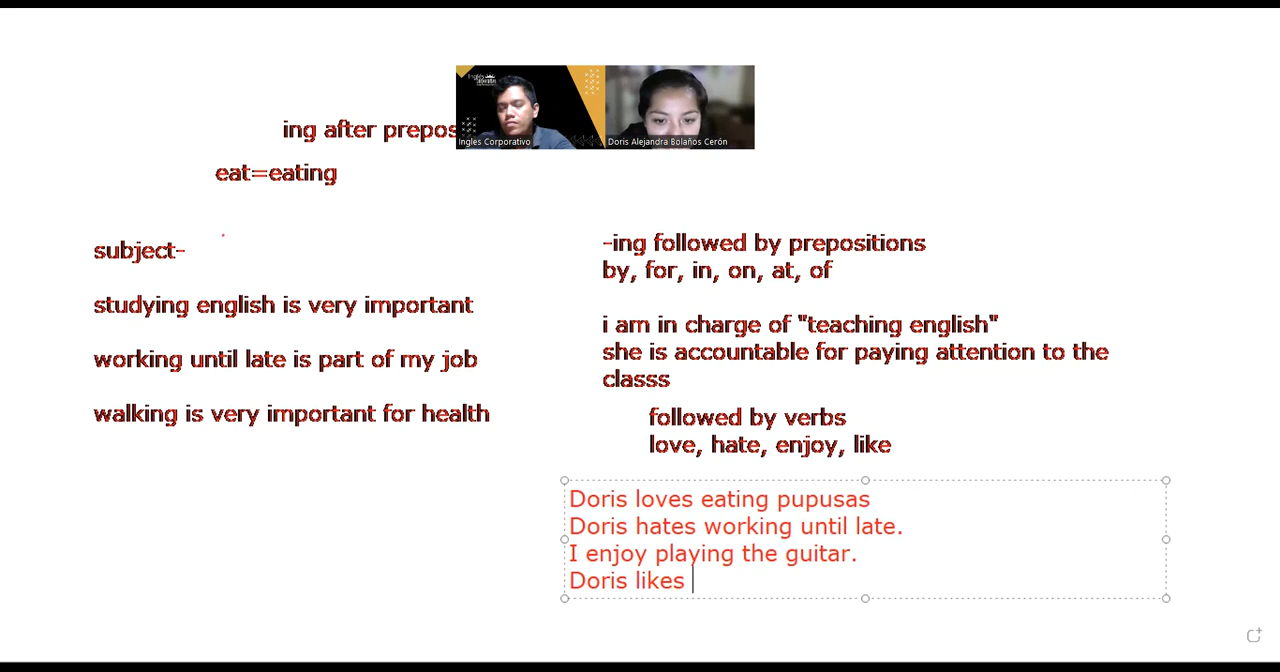 ing after prepos
Ingles Corporativo
Doris Alejandra Bolaños Cerón
eat=eating
subject-
studying english is very important
working until late is part of my job
walking is very important for health
-ing followed by prepositions
by, for, in, on, at, of
i am in charge of "teaching english"
she is accountable for paying attention to the
classs
followed by verbs
love, hate, enjoy, like
Doris loves eating pupusas
Doris hates working until late.
I enjoy playing the guitar.
Doris likes